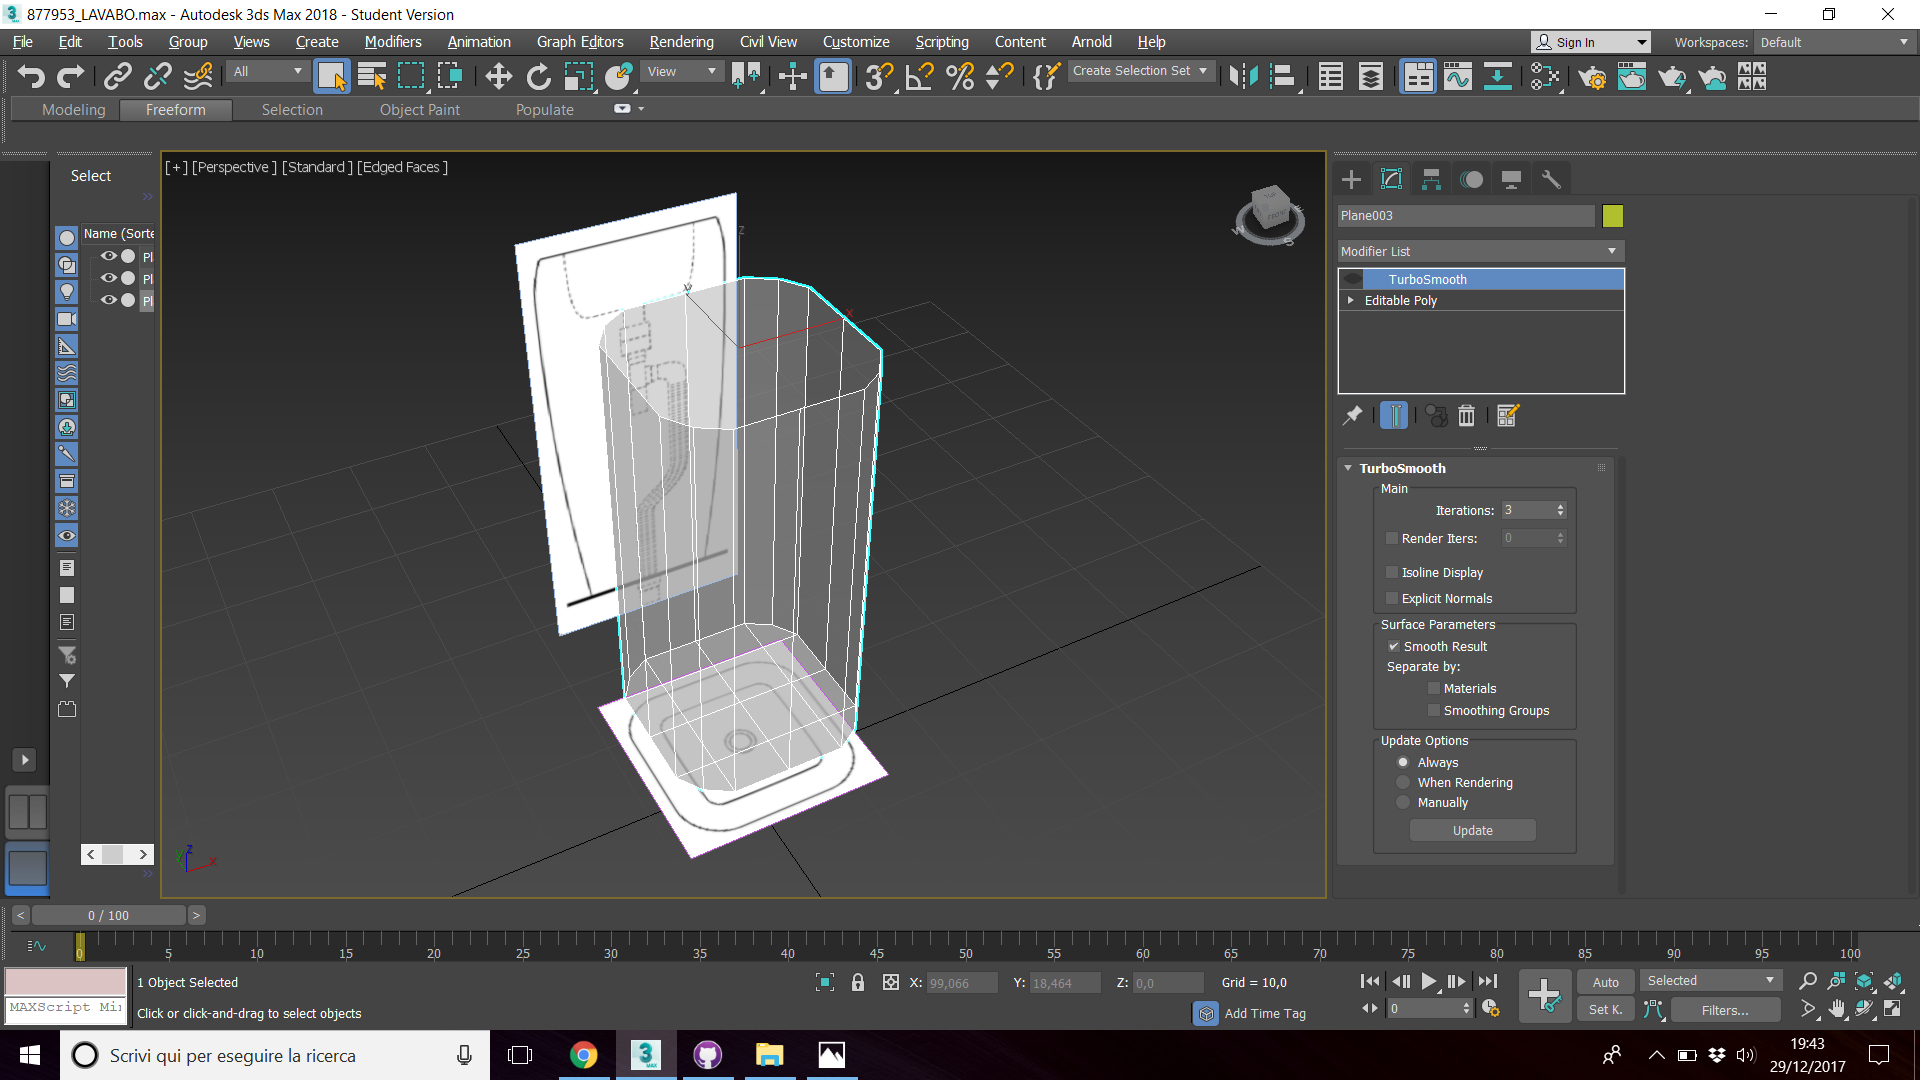 877953_LAVABO.max - Autodesk 3ds Max 2018 - Student Version
File Edit Tools Group Views Create Modifiers Animation Graph Editors Rendering Civil View Customize Scripting Content Arnold Help
Sign In Workspaces: Default
All View Create Selection Set
Modeling Freeform Selection Object Paint Populate
Select
Name (Sorte
Pl
Pl
Pl
[+] [Perspective ] [Standard ] [Edged Faces ]
Plane003
Modifier List
TurboSmooth
Editable Poly
TurboSmooth
Main
Iterations: 3
Render Iters: 0
Isoline Display
Explicit Normals
Surface Parameters
Smooth Result
Separate by:
Materials
Smoothing Groups
Update Options
Always
When Rendering
Manually
Update
0 / 100
0 5 10 15 20 25 30 35 40 45 50 55 60 65 70 75 80 85 90 95 100
1 Object Selected
X: 99,066 Y: 18,464 Z: 0,0 Grid = 10,0
Auto Selected
MAXScript Mi
Click or click-and-drag to select objects
Add Time Tag
0
Set K. Filters...
Scrivi qui per eseguire la ricerca
19:43
29/12/2017